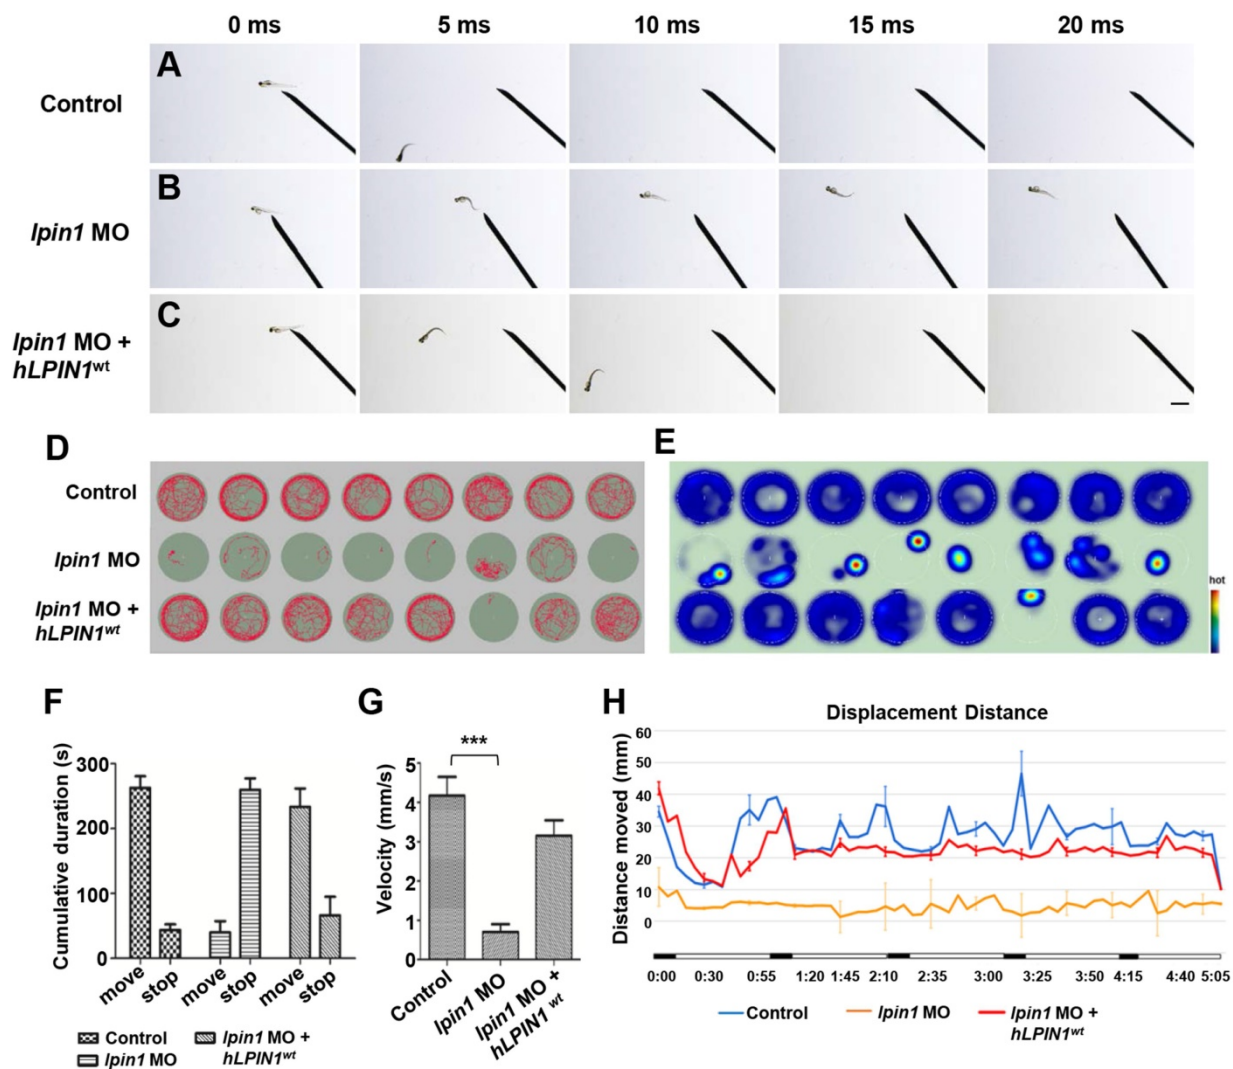 0 ms 5 ms 10 ms 15 ms 20 ms
A
Control
B
lpin1 MO
C
lpin1 MO +
hLPIN1wt
D
Control
lpin1 MO
lpin1 MO +
hLPIN1wt
E
hot
F
Cumulative duration (s)
300
200
100
0
move stop move stop move stop
Control
lpin1 MO
lpin1 MO +
hLPIN1wt
G
***
Velocity (mm/s)
5
4
3
2
1
0
Control
lpin1 MO
lpin1 MO +
hLPIN1 wt
H
Displacement Distance
Distance moved (mm)
60
50
40
30
20
10
0
0:00 0:30 0:55 1:20 1:45 2:10 2:35 3:00 3:25 3:50 4:15 4:40 5:05
Control
lpin1 MO
lpin1 MO +
hLPIN1wt